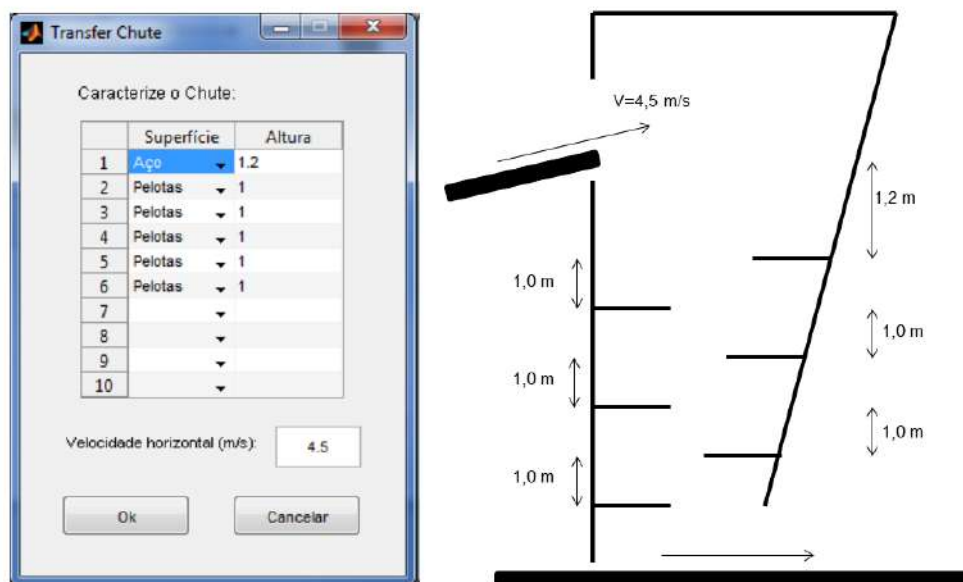 Transfer Chute
Caracterize o Chute:
Superfície Altura
1 Aço 1.2
2 Pelotas 1
3 Pelotas 1
4 Pelotas 1
5 Pelotas 1
6 Pelotas 1
7
8
9
10
Velocidade horizontal (m/s): 4.5
Ok Cancelar
V=4,5 m/s
1,2 m
1,0 m
1,0 m
1,0 m
1,0 m
1,0 m